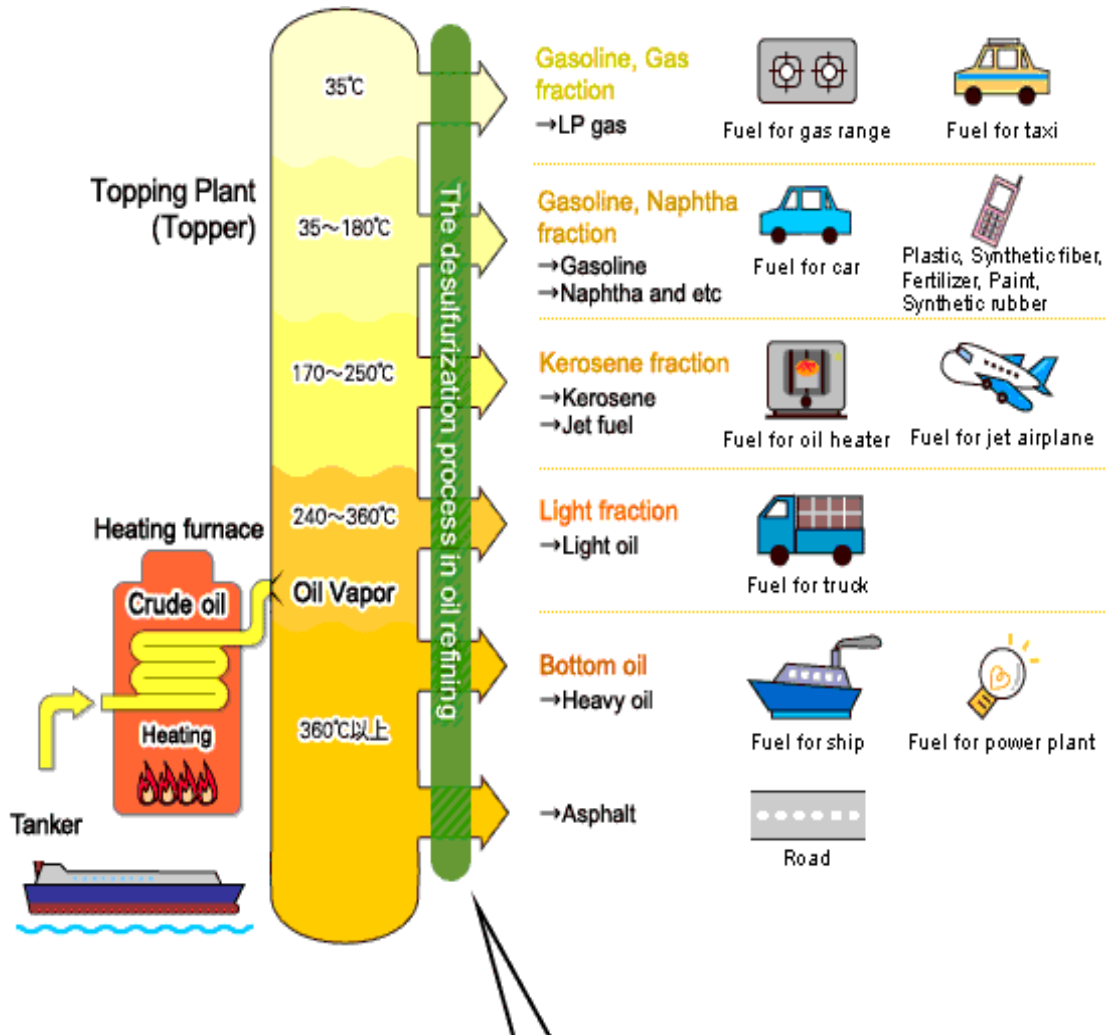 35℃
Gasoline, Gas
fraction
→LP gas
Fuel for gas range
Fuel for taxi
Topping Plant
(Topper)
35～180℃
Gasoline, Naphtha
fraction
→Gasoline
→Naphtha and etc
Fuel for car
Plastic, Synthetic fiber,
Fertilizer, Paint,
Synthetic rubber
The desulfurization process in oil refining
170～250℃
Kerosene fraction
→Kerosene
→Jet fuel
Fuel for oil heater
Fuel for jet airplane
Heating furnace
240～360℃
Light fraction
→Light oil
Fuel for truck
Crude oil
Oil Vapor
Heating
360℃以上
Bottom oil
→Heavy oil
Fuel for ship
Fuel for power plant
Tanker
→Asphalt
Road